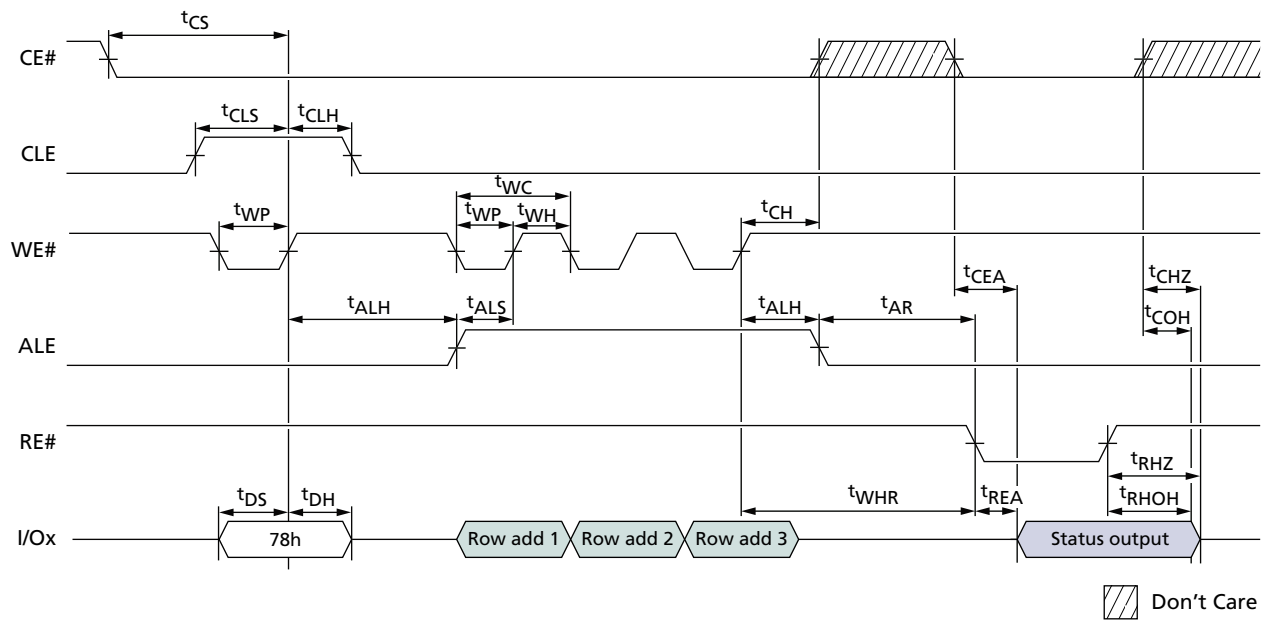 tCS
CE#
tCLS tCLH
CLE
tWC
tWP tWP tWH tCH
WE#
tCEA tCHZ
tALH tALS tALH tAR tCOH
ALE
RE#
tRHZ
tDS tDH tWHR tREA tRHOH
I/Ox 78h Row add 1 Row add 2 Row add 3 Status output
Don't Care